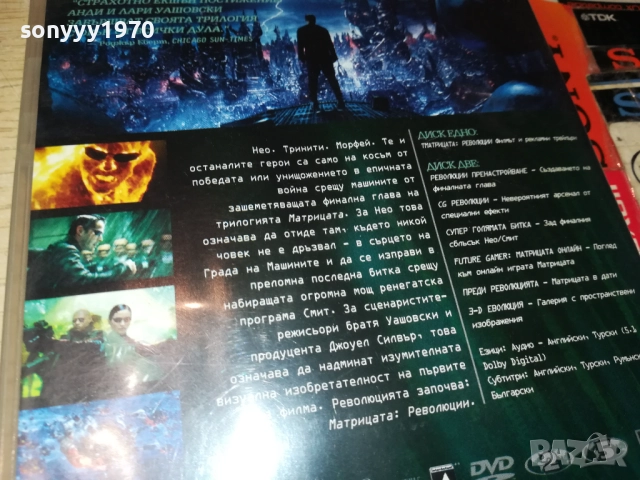 sonyyy1970
"СТРАХОТНО ЕКШЪН ПОСТИЖЕНИЕ
АНДИ И ЛАРИ УАШОВСКИ
СВОЯТА ТРИЛОГИЯ
ДУЛА."
CHICAGO SUN-TIMES
Нео. Тринити. Морфей. Те и
останалите герои са само на косъм от
победата или унищожението в епичната
война срещу машините от
зашеметяващата финална глава на
трилогията Матрицата. За Нео това
означава да отиде там, където никой
човек не е дръзвал - в сърцето на
Града на Машините и да се изправи в
преломна последна битка срещу
набиращата огромна мощ ренегатска
програма Смит. За сценаристите-
режисьори братя Уашовски и
продуцента Джоуел Силвър, това
означава да надминат изумителната
визуална изобретателност на първите
филма. Революцията започва:
Матрицата: Революции.
ДИСК ЕДНО:
МАТРИЦАТА: РЕВОЛЮЦИИ Филмът и рекламни трейлъри
ДИСК ДВЕ:
РЕВОЛЮЦИИ ПРЕНАСТРОЙВАНЕ - Създаването на
финалната глава
CG РЕВОЛЮЦИИ - Невероятният арсенал от
специални ефекти
СУПЕР ГОЛЯМАТА БИТКА - Зад финалния
сблъсък Нео/Смит
FUTURE GAMER: МАТРИЦАТА ОНЛАЙН - Поглед
към онлайн играта Матрицата
ПРЕДИ РЕВОЛЮЦИЯТА - Матрицата в дати
3-D ЕВОЛЮЦИЯ - Галерия с пространствени
изображения
Езици: Аудио - Английски, Турски (5.1
Dolby Digital)
Субтитри: Английски, Турски, Румънски
Български
DVD
TDK
bazar